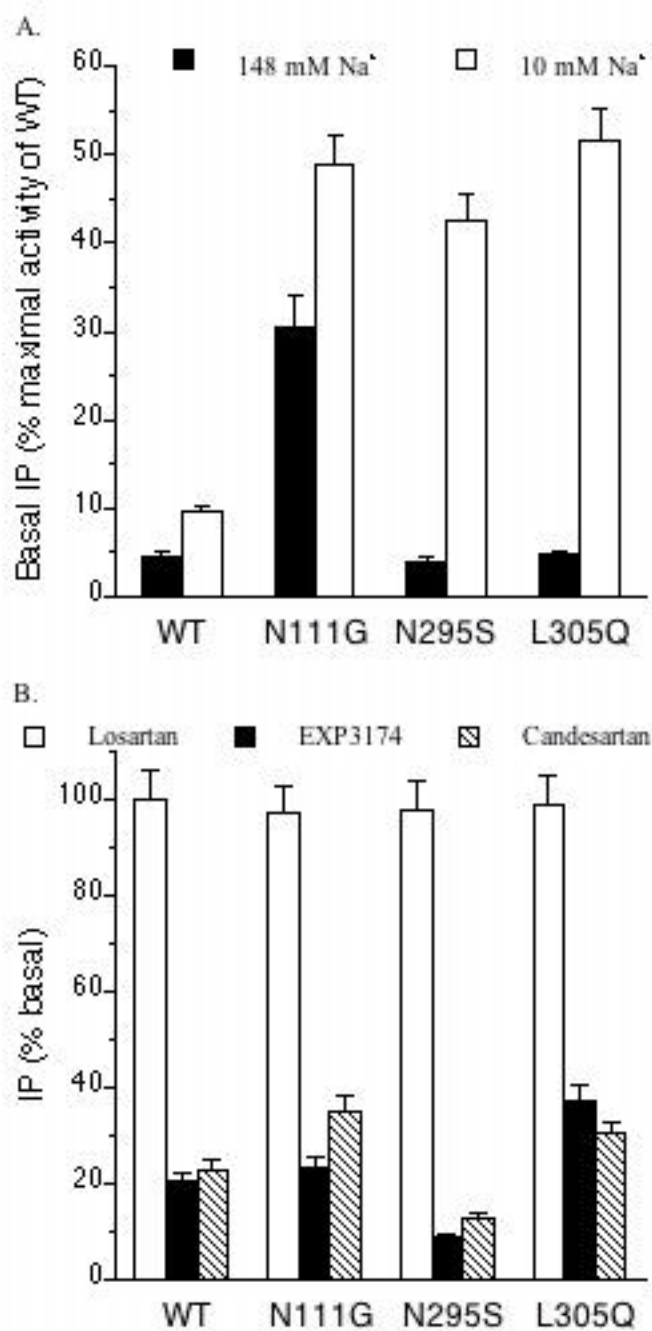 A.
148 mM Na+ 10 mM Na+
60
50
40
30
20
10
0
Basal IP (% maximal activity of WT)
WT N111G N295S L305Q
B.
Losartan EXP3174 Candesartan
100
80
60
40
20
0
IP (% basal)
WT N111G N295S L305Q